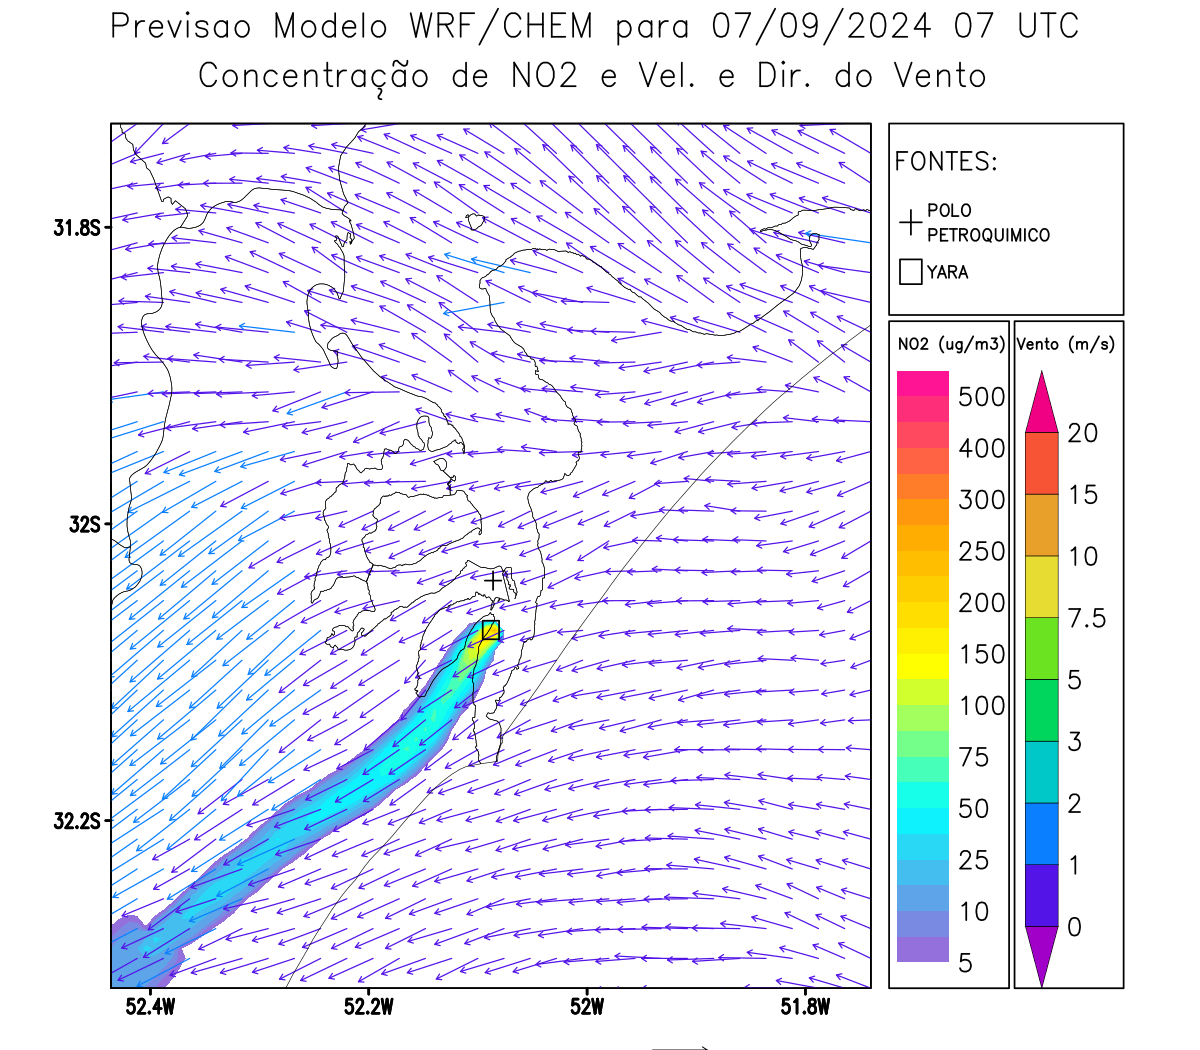 Previsao Modelo WRF/CHEM para 07/09/2024 07 UTC
Concentração de NO2 e Vel. e Dir. do Vento
FONTES:
POLO
PETROQUIMICO
YARA
NO2 (ug/m3)
500
400
300
250
200
150
100
75
50
25
10
5
Vento (m/s)
20
15
10
7.5
5
3
2
1
0
31.8S
32S
32.2S
52.4W
52.2W
52W
51.8W